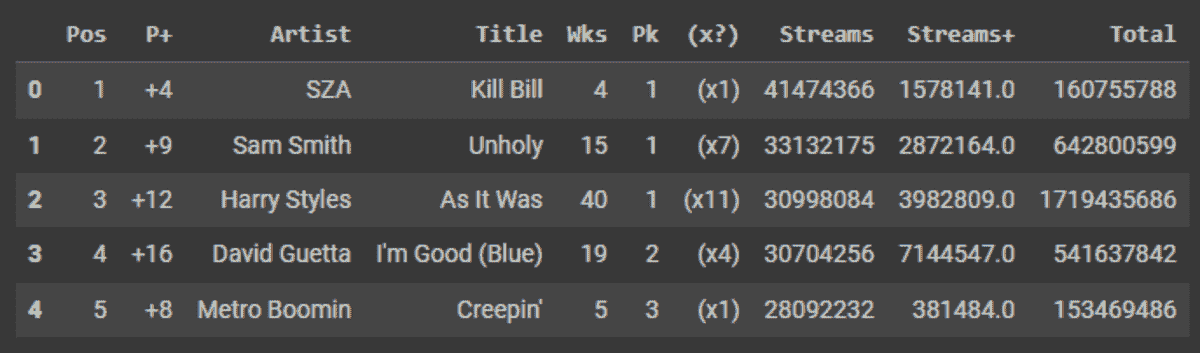 Pos P+ Artist Title Wks Pk (x?) Streams Streams+ Total
0 1 +4 SZA Kill Bill 4 1 (x1) 41474366 1578141.0 160755788
1 2 +9 Sam Smith Unholy 15 1 (x7) 33132175 2872164.0 642800599
2 3 +12 Harry Styles As It Was 40 1 (x11) 30998084 3982809.0 1719435686
3 4 +16 David Guetta I'm Good (Blue) 19 2 (x4) 30704256 7144547.0 541637842
4 5 +8 Metro Boomin Creepin' 5 3 (x1) 28092232 381484.0 153469486